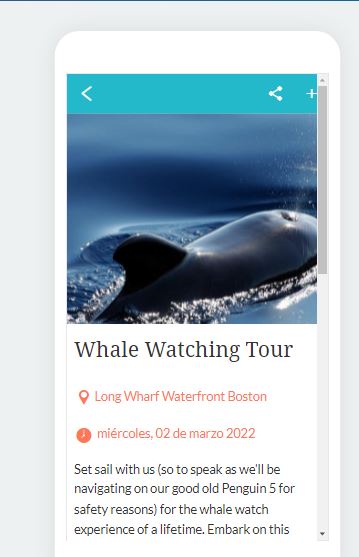 Whale Watching Tour
Long Wharf Waterfront Boston
miércoles, 02 de marzo 2022
Set sail with us (so to speak as we'll be
navigating on our good old Penguin 5 for
safety reasons) for the whale watch
experience of a lifetime. Embark on this